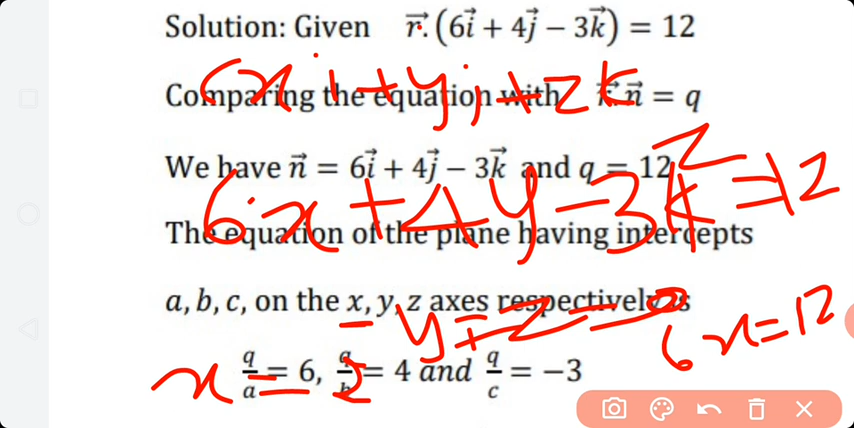 Solution: Given r⃗. (6i⃗ + 4j⃗ − 3k⃗) = 12
(xi + yj + zk
Comparing the equation with r⃗. n⃗ = q
We have n⃗ = 6i⃗ + 4j⃗ − 3k⃗ and q = 12
6x + 4y − 3z = 12
The equation of the plane having intercepts
a, b, c, on the x, y, z axes respectively is
y = z = 0
6x = 12
x = 2
q/a = 6, q/b = 4 and q/c = −3